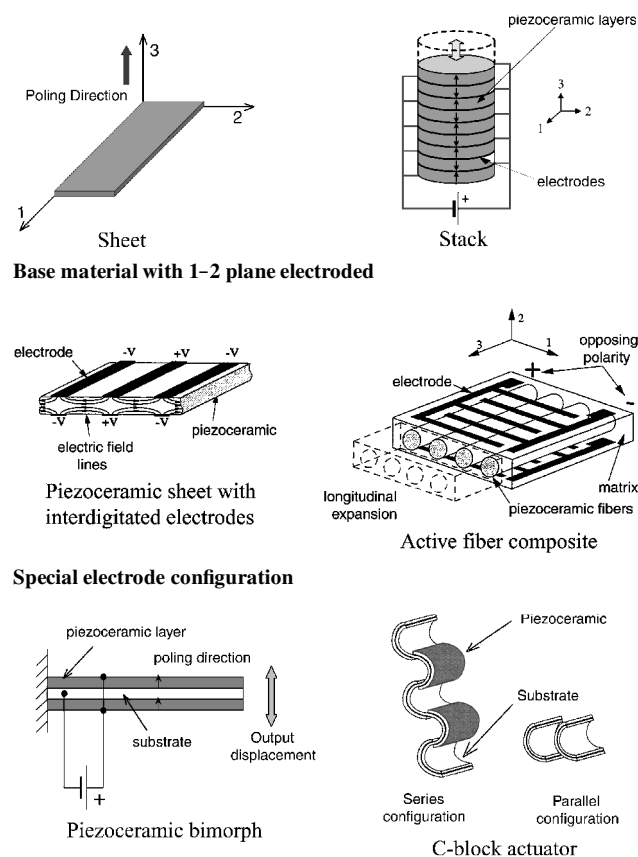 3
Poling Direction
2
1
Sheet
piezoceramic layers
3
2
1
electrodes
+
Stack
Base material with 1-2 plane electroded
electrode
-V
+V
-V
-V
+V
-V
electric field
lines
piezoceramic
Piezoceramic sheet with
interdigitated electrodes
2
3
1
opposing
polarity
electrode
+
-
matrix
longitudinal
expansion
piezoceramic fibers
Active fiber composite
Special electrode configuration
piezoceramic layer
poling direction
substrate
Output
displacement
+
Piezoceramic bimorph
Piezoceramic
Substrate
Series
configuration
Parallel
configuration
C-block actuator